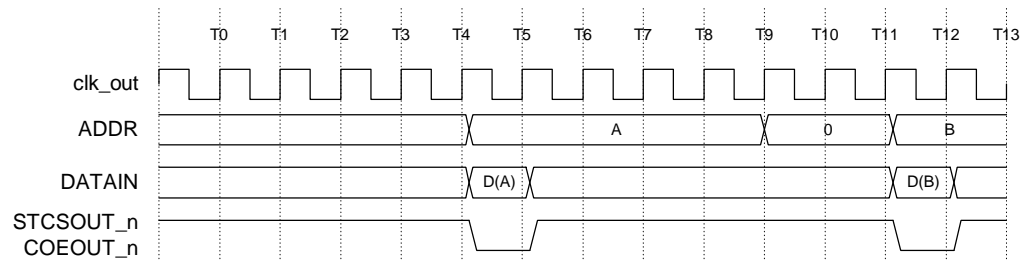 T0 T1 T2 T3 T4 T5 T6 T7 T8 T9 T10 T11 T12 T13
clk_out
ADDR A 0 B
DATAIN D(A) D(B)
STCSOUT_n
COEOUT_n